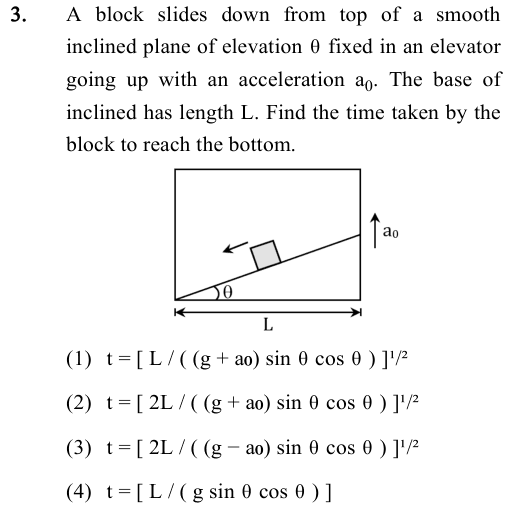 3. A block slides down from top of a smooth
inclined plane of elevation θ fixed in an elevator
going up with an acceleration a₀. The base of
inclined has length L. Find the time taken by the
block to reach the bottom.
a₀
θ
L
(1) t = [ L / ( (g + a₀) sin θ cos θ ) ]¹/²
(2) t = [ 2L / ( (g + a₀) sin θ cos θ ) ]¹/²
(3) t = [ 2L / ( (g − a₀) sin θ cos θ ) ]¹/²
(4) t = [ L / ( g sin θ cos θ ) ]